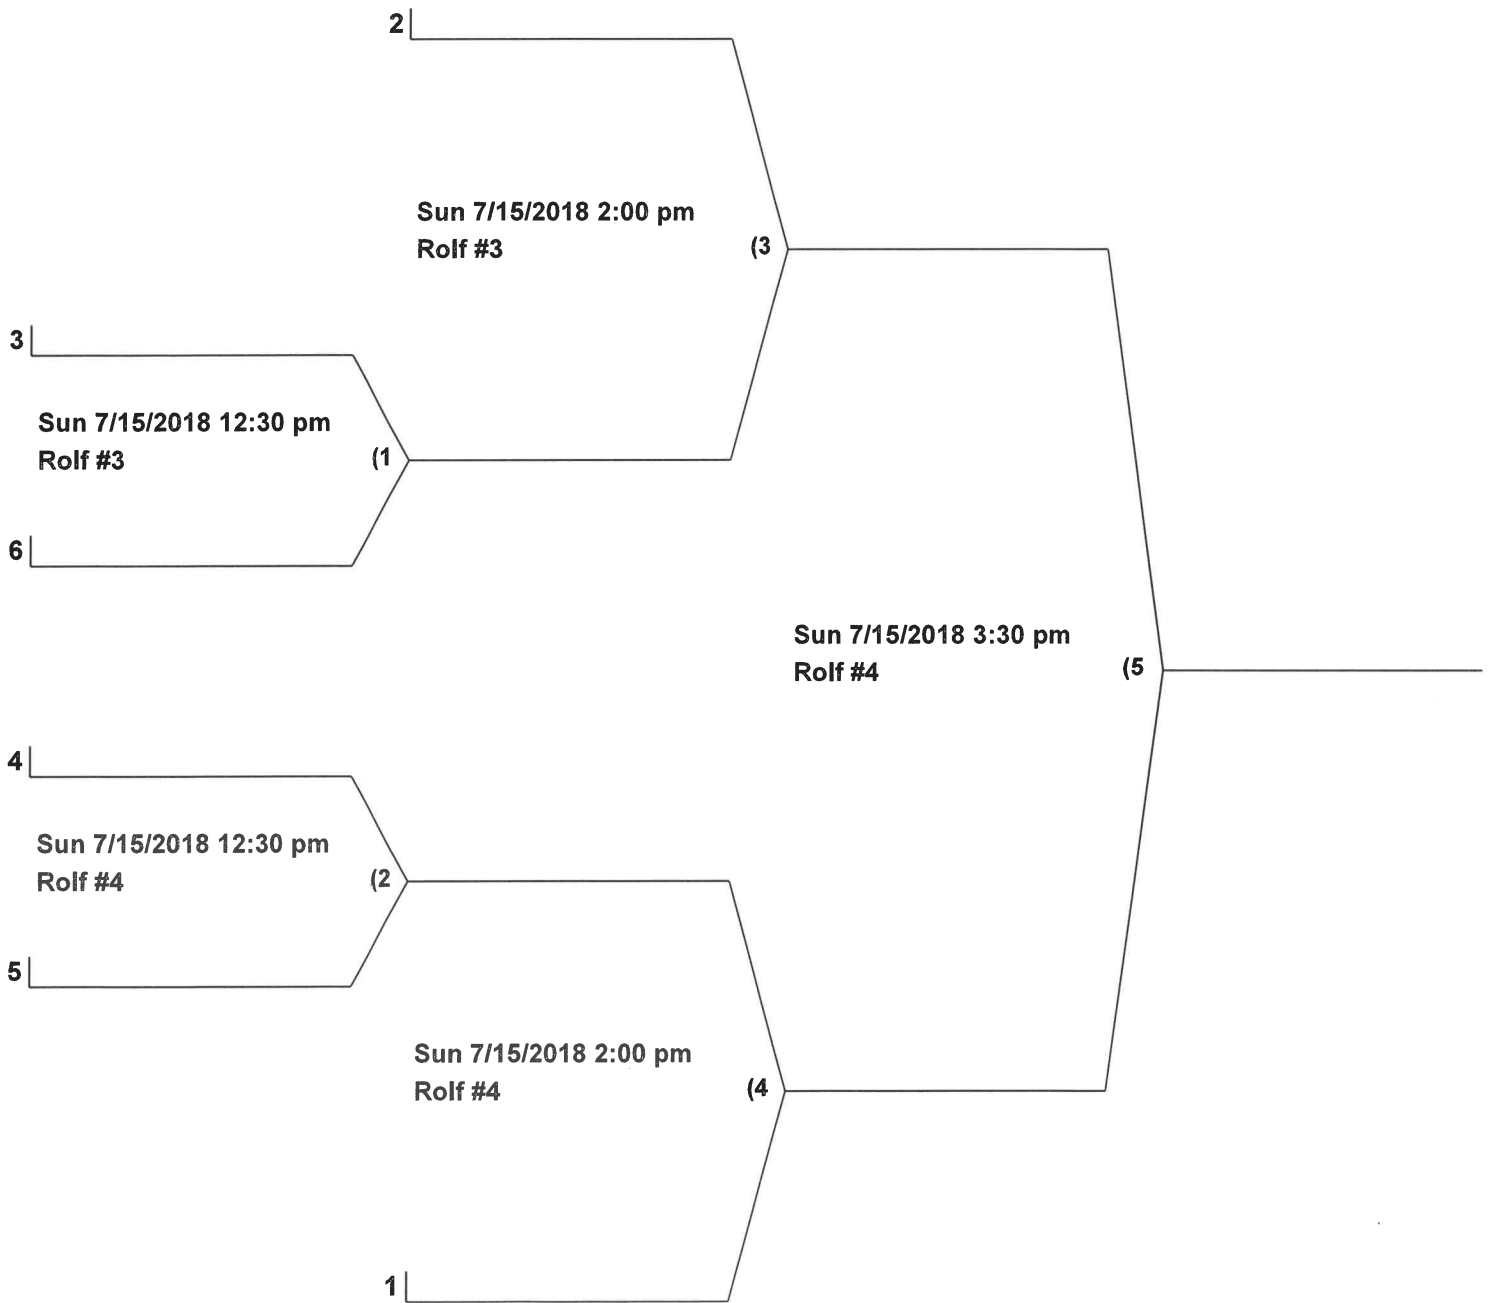 2
Sun 7/15/2018 2:00 pm
Rolf #3
(3
3
Sun 7/15/2018 12:30 pm
Rolf #3
(1
6
Sun 7/15/2018 3:30 pm
Rolf #4
(5
4
Sun 7/15/2018 12:30 pm
Rolf #4
(2
5
Sun 7/15/2018 2:00 pm
Rolf #4
(4
1